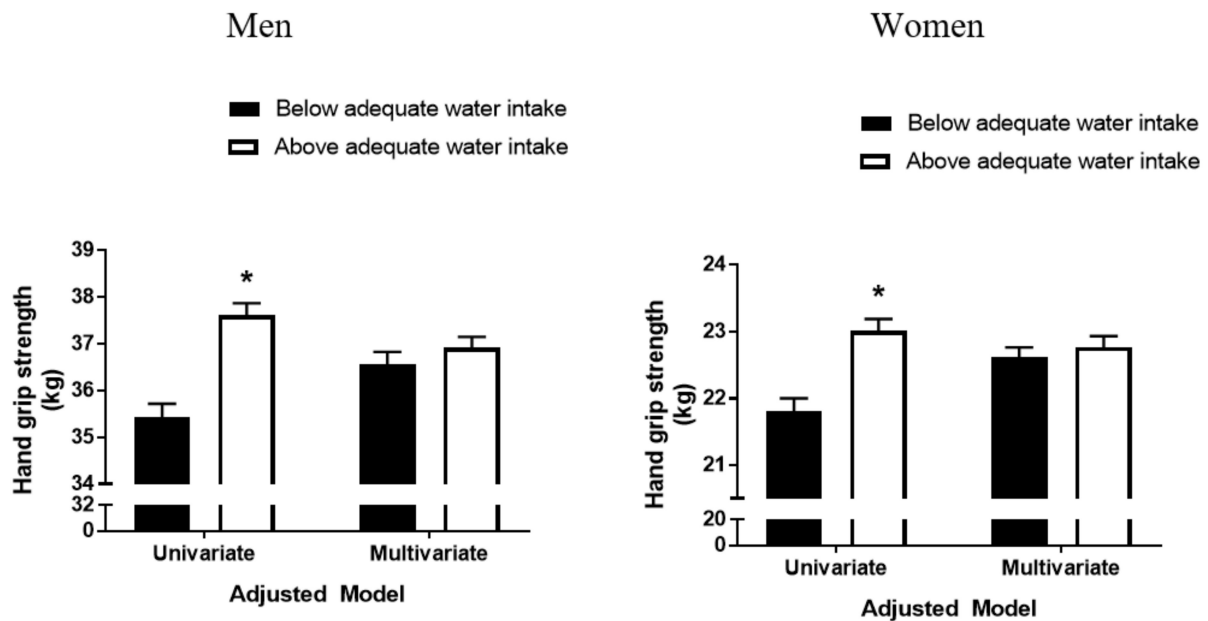 Men
Below adequate water intake
Above adequate water intake
Hand grip strength
(kg)
39
*
38
37
36
35
34
32
0
Univariate
Multivariate
Adjusted Model
Women
Below adequate water intake
Above adequate water intake
Hand grip strength
(kg)
24
*
23
22
21
20
0
Univariate
Multivariate
Adjusted Model